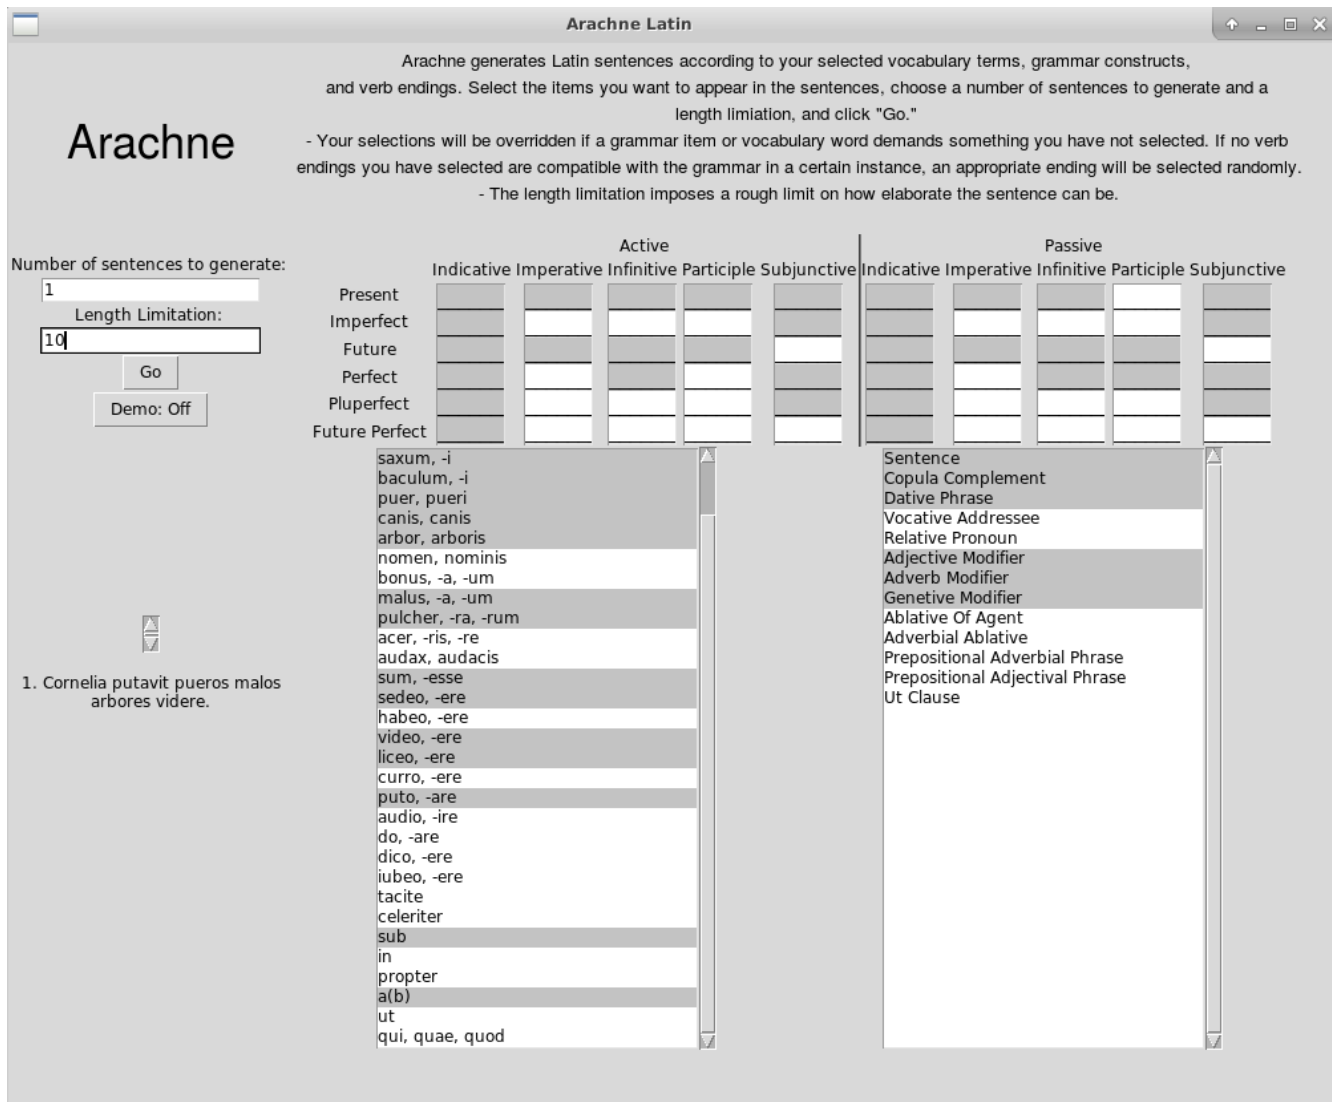 Arachne Latin
Arachne generates Latin sentences according to your selected vocabulary terms, grammar constructs,
and verb endings. Select the items you want to appear in the sentences, choose a number of sentences to generate and a
length limiation, and click "Go."
- Your selections will be overridden if a grammar item or vocabulary word demands something you have not selected. If no verb
endings you have selected are compatible with the grammar in a certain instance, an appropriate ending will be selected randomly.
- The length limitation imposes a rough limit on how elaborate the sentence can be.
Arachne
Number of sentences to generate:
1
Length Limitation:
10
Go
Demo: Off
1. Cornelia putavit pueros malos
arbores videre.
Active
Passive
Indicative Imperative Infinitive Participle Subjunctive Indicative Imperative Infinitive Participle Subjunctive
Present
Imperfect
Future
Perfect
Pluperfect
Future Perfect
saxum, -i
baculum, -i
puer, pueri
canis, canis
arbor, arboris
nomen, nominis
bonus, -a, -um
malus, -a, -um
pulcher, -ra, -rum
acer, -ris, -re
audax, audacis
sum, -esse
sedeo, -ere
habeo, -ere
video, -ere
liceo, -ere
curro, -ere
puto, -are
audio, -ire
do, -are
dico, -ere
iubeo, -ere
tacite
celeriter
sub
in
propter
a(b)
ut
qui, quae, quod
Sentence
Copula Complement
Dative Phrase
Vocative Addressee
Relative Pronoun
Adjective Modifier
Adverb Modifier
Genetive Modifier
Ablative Of Agent
Adverbial Ablative
Prepositional Adverbial Phrase
Prepositional Adjectival Phrase
Ut Clause